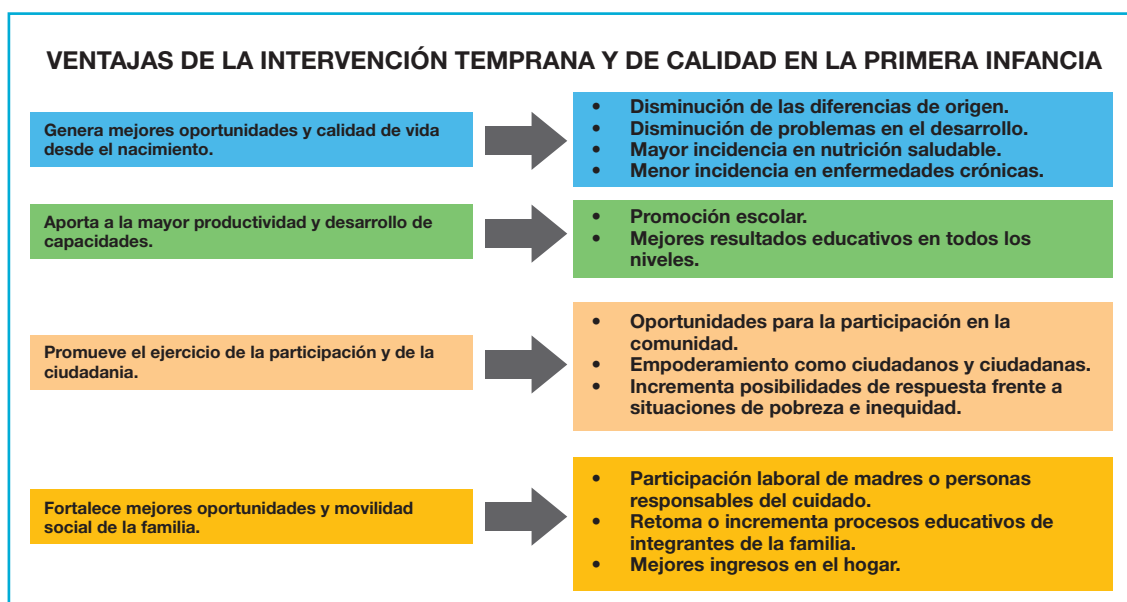 VENTAJAS DE LA INTERVENCIÓN TEMPRANA Y DE CALIDAD EN LA PRIMERA INFANCIA
Genera mejores oportunidades y calidad de vida
desde el nacimiento.
• Disminución de las diferencias de origen.
• Disminución de problemas en el desarrollo.
• Mayor incidencia en nutrición saludable.
• Menor incidencia en enfermedades crónicas.
Aporta a la mayor productividad y desarrollo de
capacidades.
• Promoción escolar.
• Mejores resultados educativos en todos los
niveles.
Promueve el ejercicio de la participación y de la
ciudadania.
• Oportunidades para la participación en la
comunidad.
• Empoderamiento como ciudadanos y ciudadanas.
• Incrementa posibilidades de respuesta frente a
situaciones de pobreza e inequidad.
Fortalece mejores oportunidades y movilidad
social de la familia.
• Participación laboral de madres o personas
responsables del cuidado.
• Retoma o incrementa procesos educativos de
integrantes de la familia.
• Mejores ingresos en el hogar.